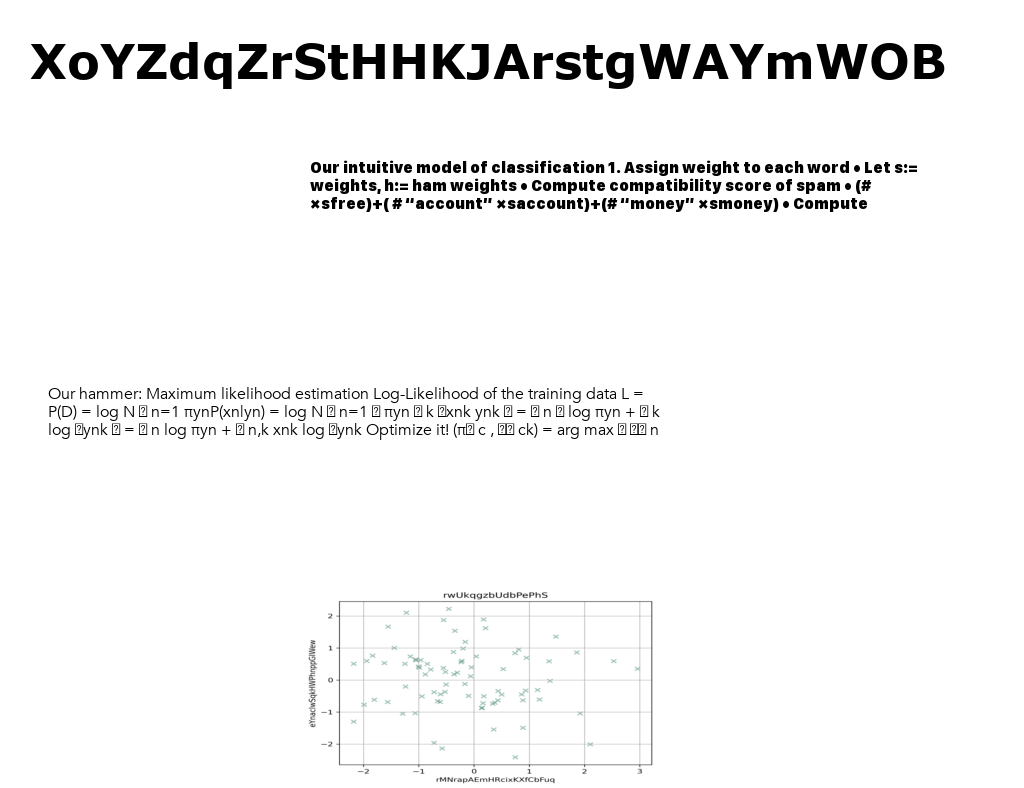 XoYZdqZrStHHKJArstgWAYmWOB
Our intuitive model of classification 1. Assign weight to each word • Let s:=
weights, h:= ham weights • Compute compatibility score of spam • (#
×sfree)+( # “account” ×saccount)+(# “money” ×smoney) • Compute
Our hammer: Maximum likelihood estimation Log-Likelihood of the training data L =
P(D) = log N � n=1 πynP(xnlyn) = log N � n=1 � πyn � k �xnk ynk � = � n � log πyn + � k
log �ynk � = � n log πyn + � n,k xnk log �ynk Optimize it! (π� c , �� ck) = arg max � ��� n
rwUkqgzbUdbPePhS
2
1
0
−1
−2
−2 −1 0 1 2 3
rMNrapAEmHRcixKXfCbFuq